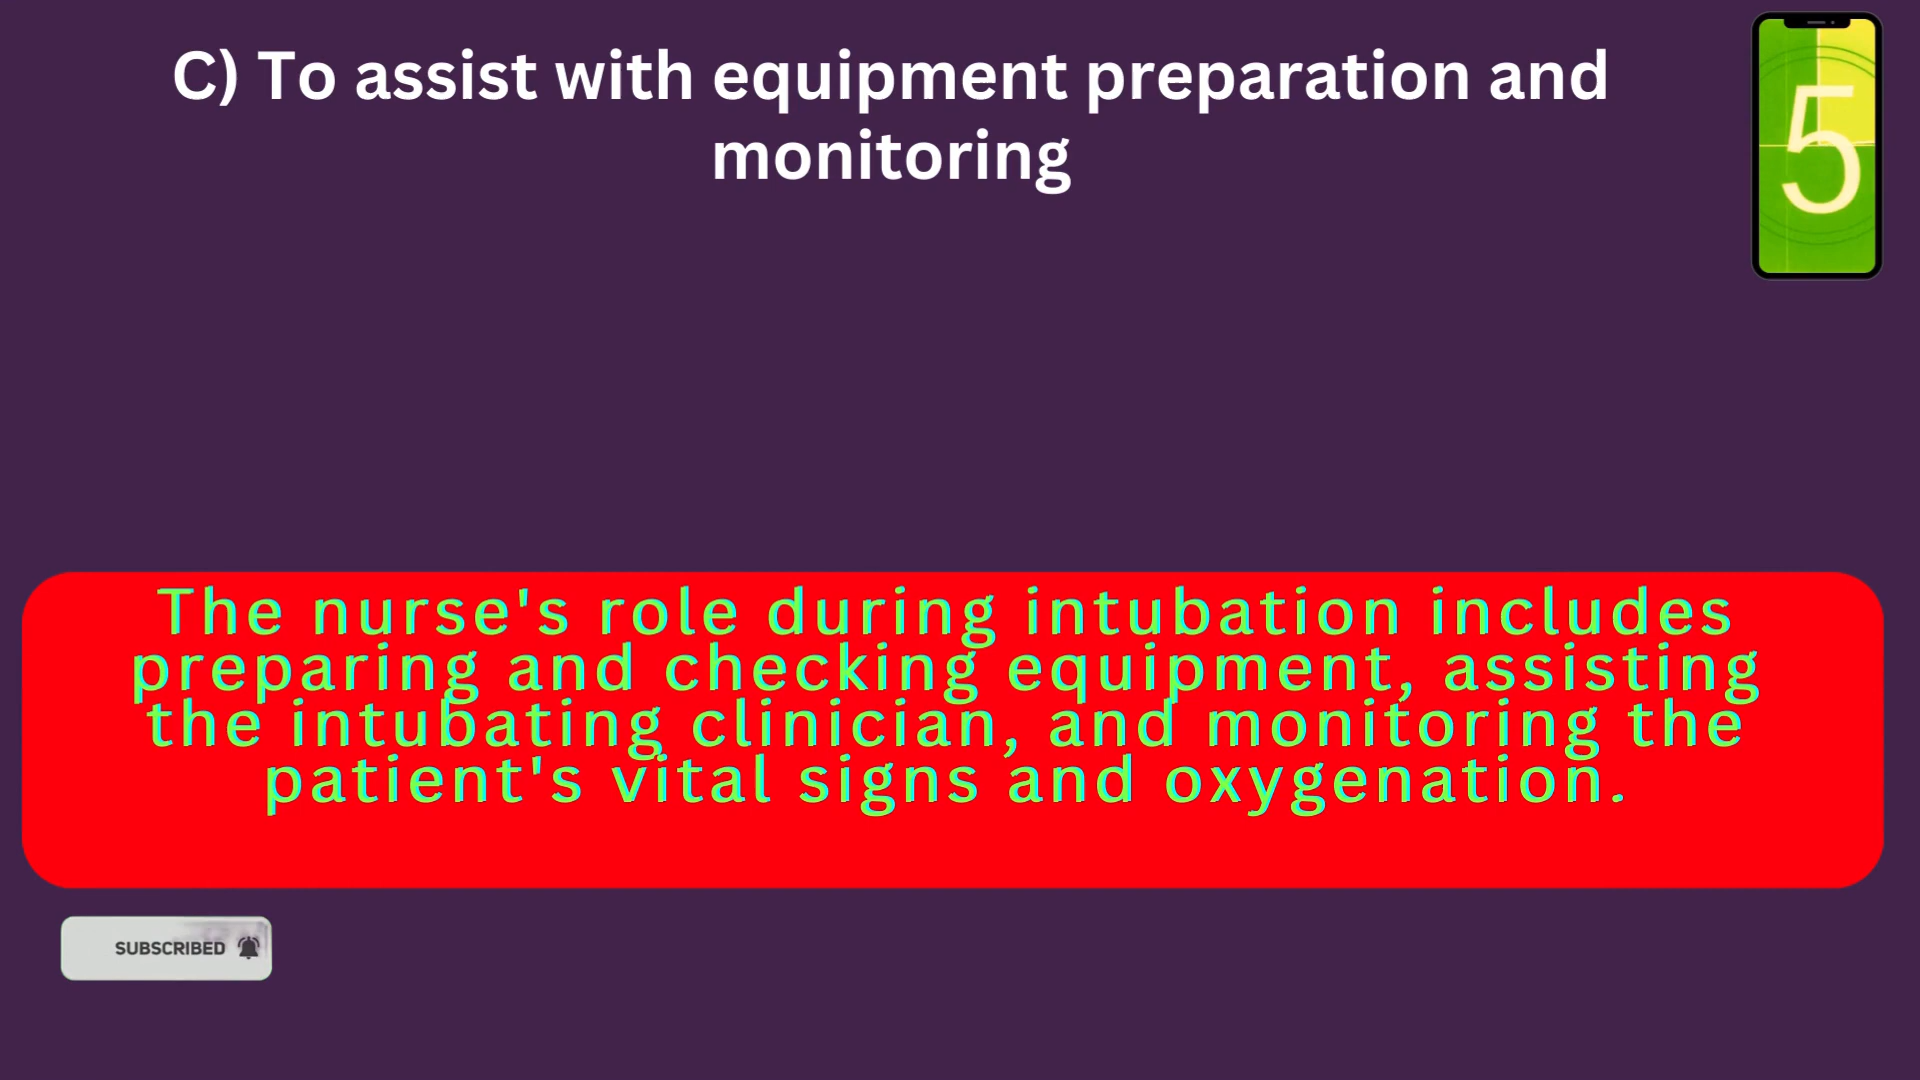 C) To assist with equipment preparation and
monitoring
5
The nurse's role during intubation includes
preparing and checking equipment, assisting
the intubating clinician, and monitoring the
patient's vital signs and oxygenation.
SUBSCRIBED